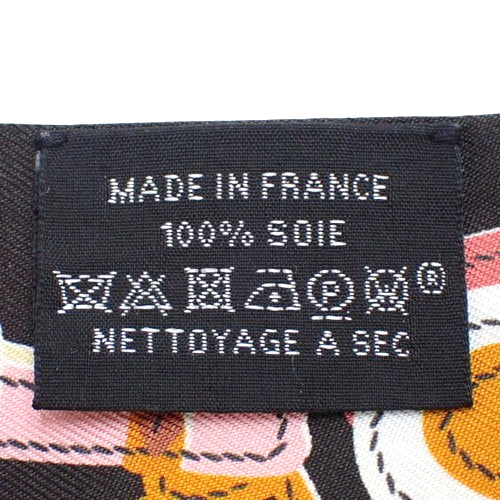 MADE IN FRANCE
100% SOIE
P W ®
NETTOYAGE A SEC